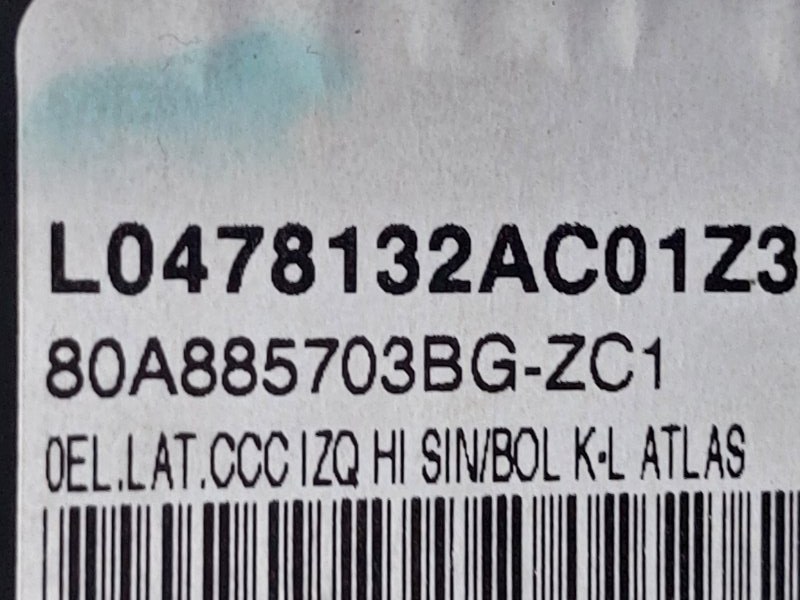 L0478132AC01Z3
80A885703BG-ZC1
0EL.LAT.CCC IZQ HI SIN/BOL K-L ATLAS